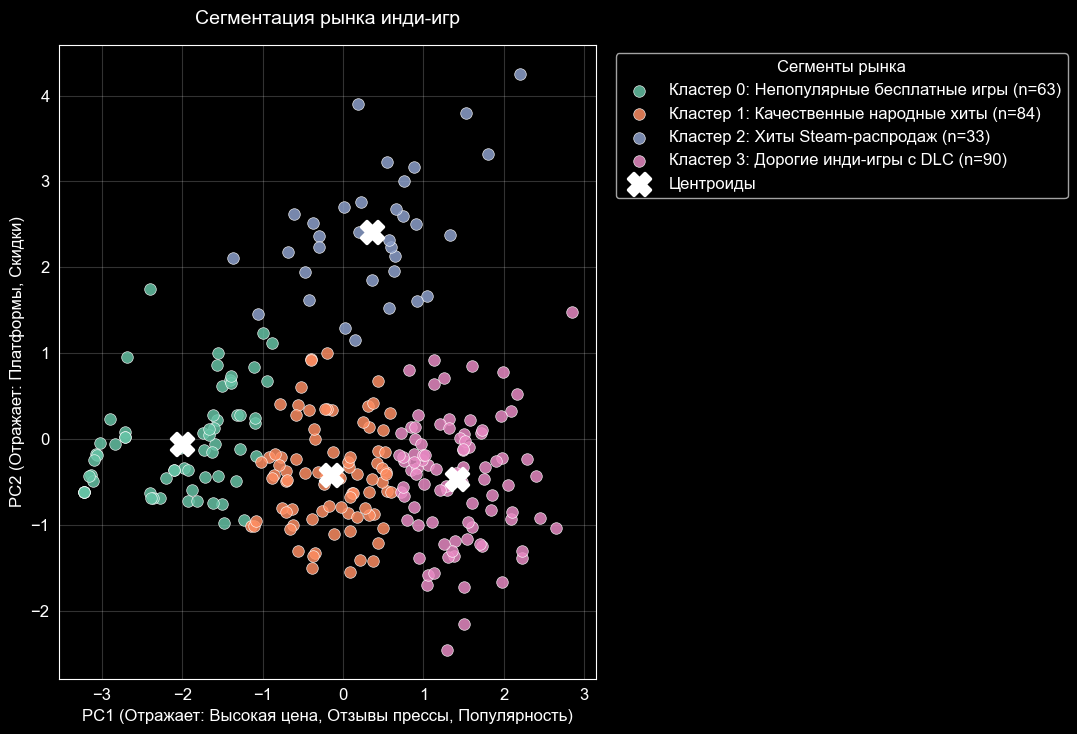 Сегментация рынка инди-игр
Сегменты рынка
Кластер 0: Непопулярные бесплатные игры (n=63)
Кластер 1: Качественные народные хиты (n=84)
Кластер 2: Хиты Steam-распродаж (n=33)
Кластер 3: Дорогие инди-игры с DLC (n=90)
Центроиды
PC2 (Отражает: Платформы, Скидки)
4
3
2
1
0
−1
−2
−3 −2 −1 0 1 2 3
PC1 (Отражает: Высокая цена, Отзывы прессы, Популярность)